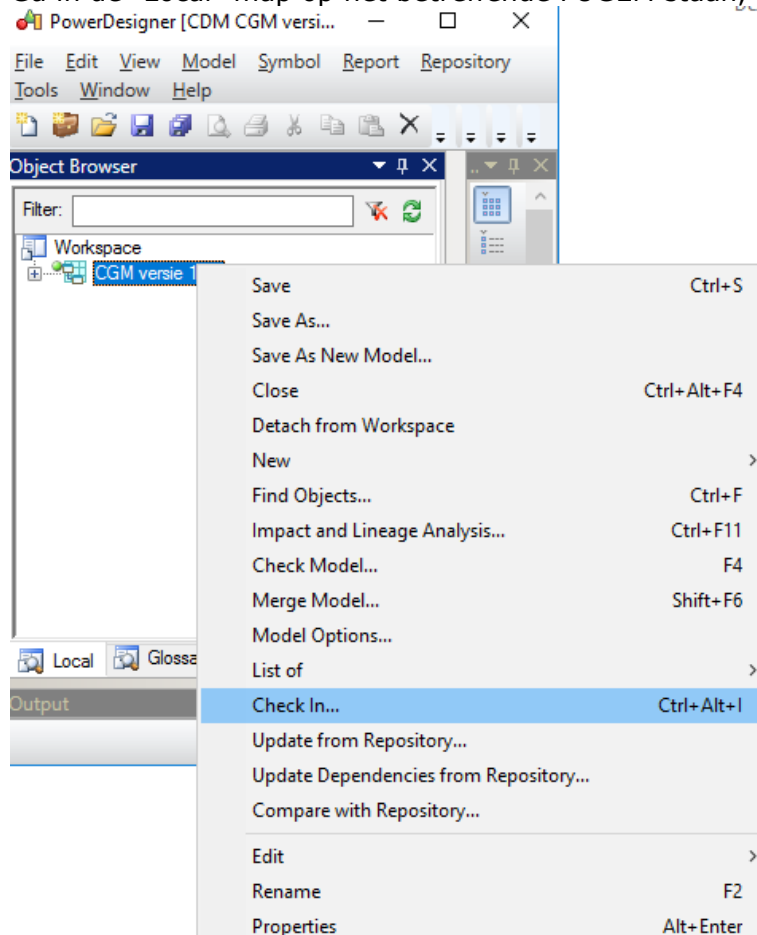 PowerDesigner [CDM CGM versi...
File Edit View Model Symbol Report Repository
Tools Window Help
Object Browser
Filter:
Workspace
CGM versie 1
Save Ctrl+S
Save As...
Save As New Model...
Close Ctrl+Alt+F4
Detach from Workspace
New
Find Objects... Ctrl+F
Impact and Lineage Analysis... Ctrl+F11
Check Model... F4
Merge Model... Shift+F6
Model Options...
Local Glossa
List of
Output
Check In... Ctrl+Alt+I
Update from Repository...
Update Dependencies from Repository...
Compare with Repository...
Edit
Rename F2
Properties Alt+Enter